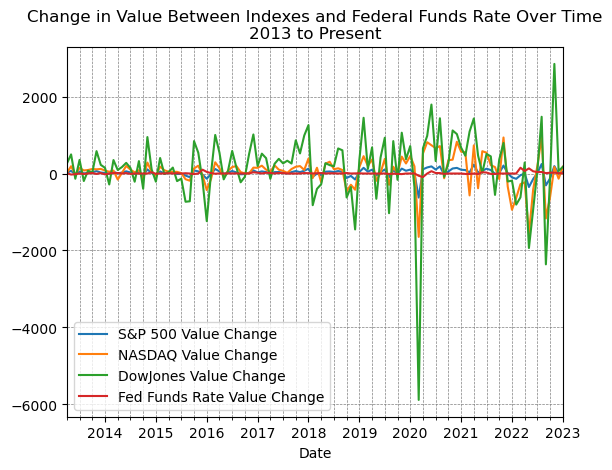 Change in Value Between Indexes and Federal Funds Rate Over Time
2013 to Present
2000
0
−2000
−4000
−6000
S&P 500 Value Change
NASDAQ Value Change
DowJones Value Change
Fed Funds Rate Value Change
2014 2015 2016 2017 2018 2019 2020 2021 2022 2023
Date